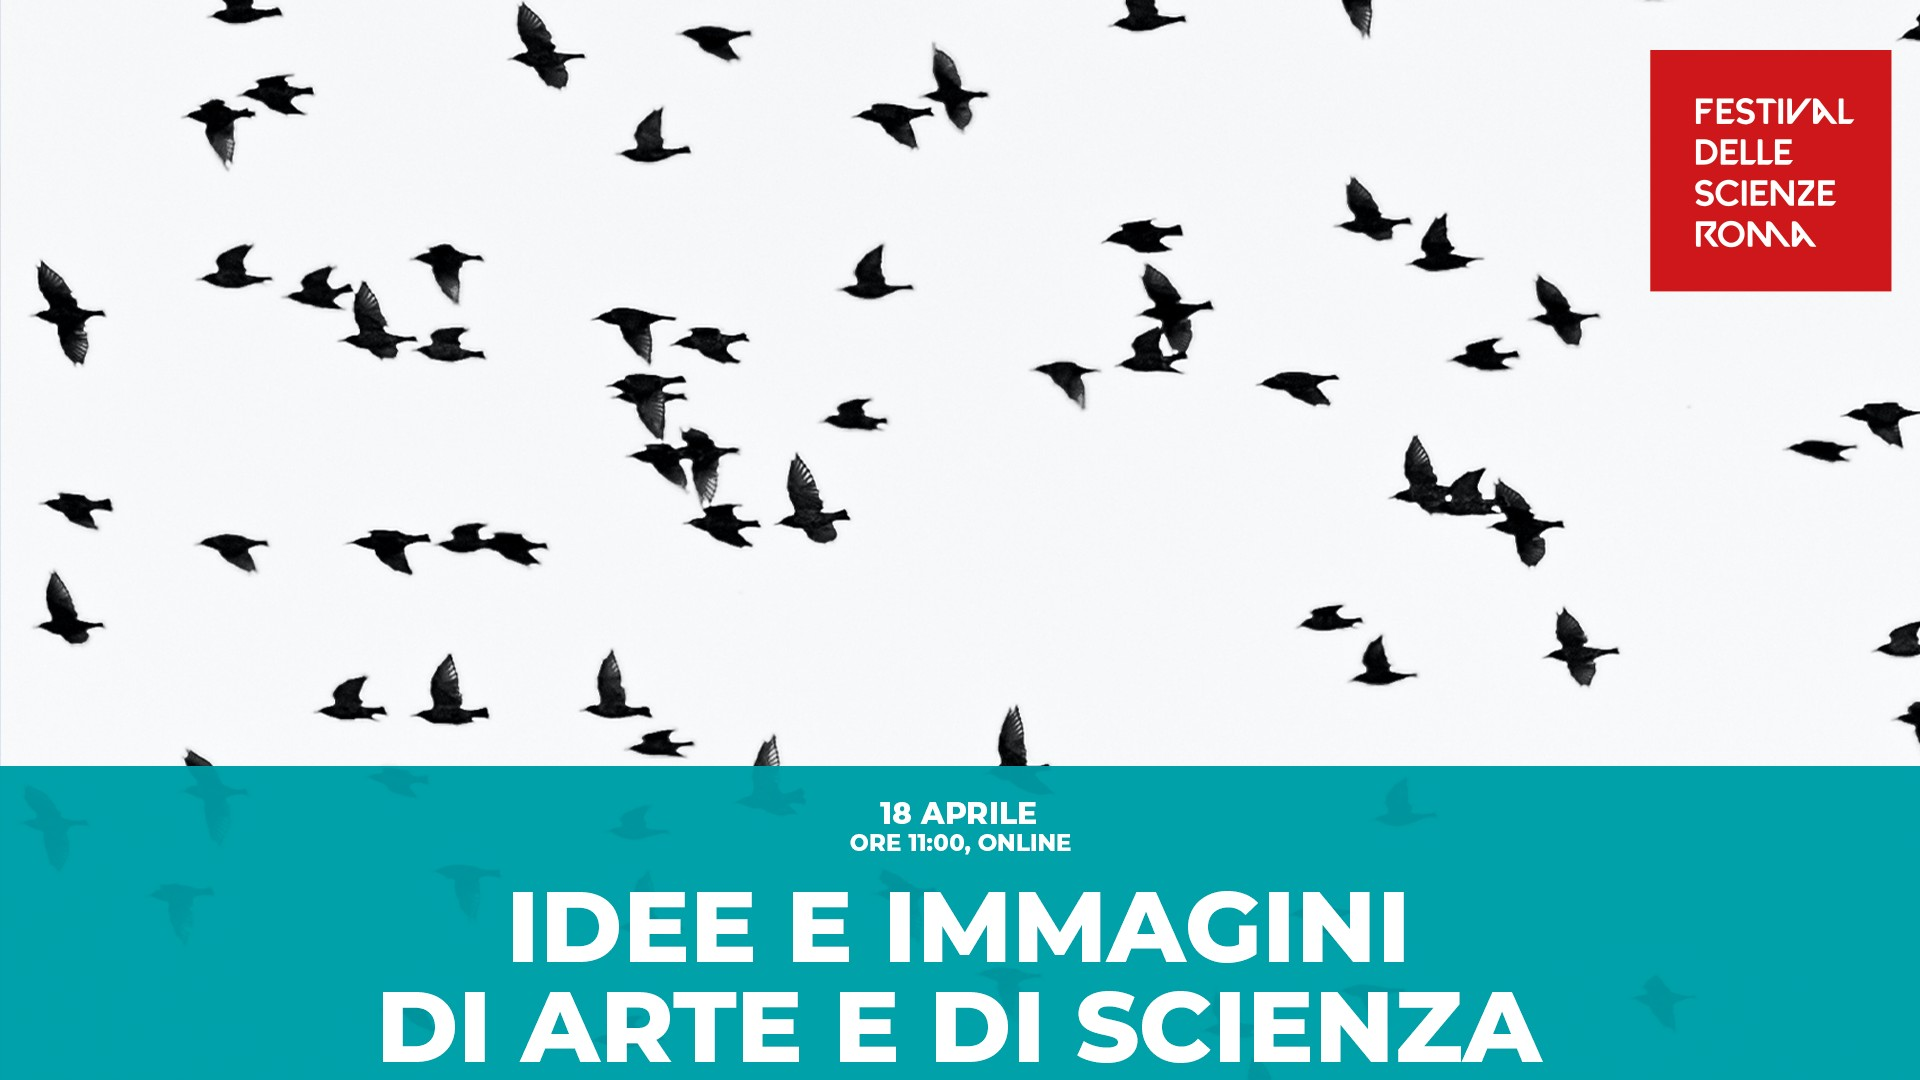 FESTIVAL
DELLE
SCIENZE
ROMA
18 APRILE
ORE 11:00, ONLINE
IDEE E IMMAGINI
DI ARTE E DI SCIENZA